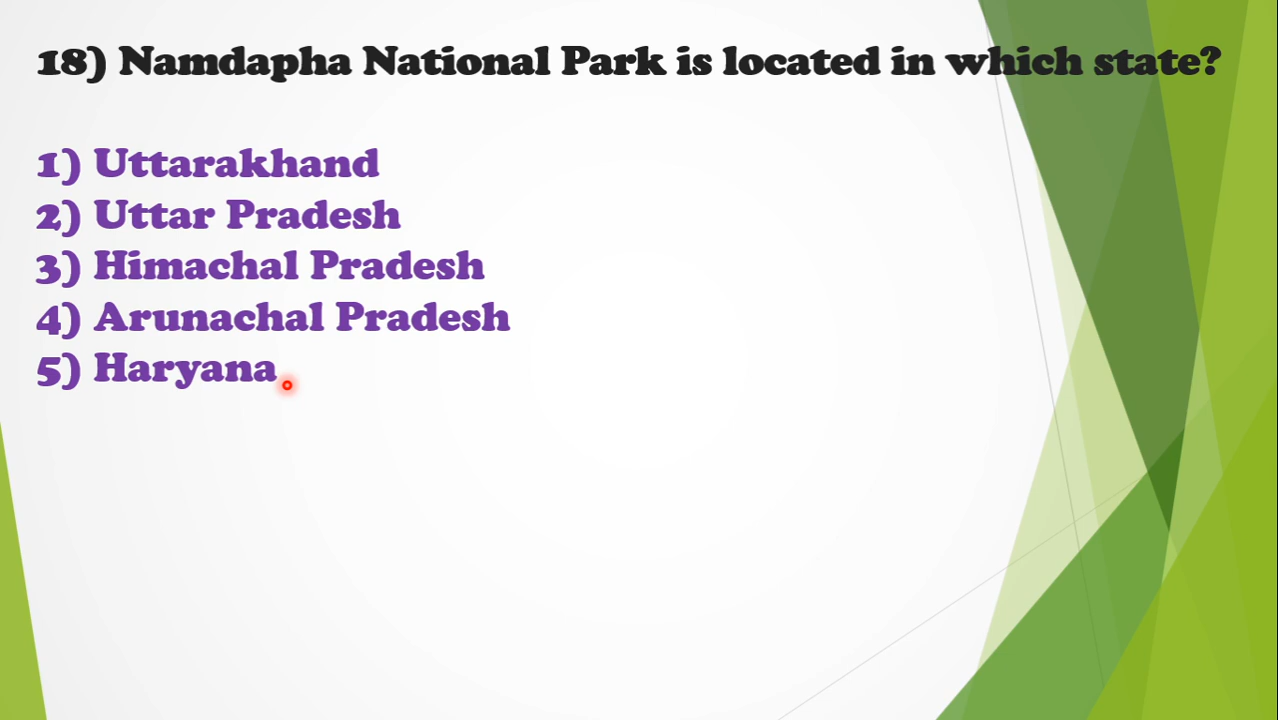 18) Namdapha National Park is located in which state?
1) Uttarakhand
2) Uttar Pradesh
3) Himachal Pradesh
4) Arunachal Pradesh
5) Haryana